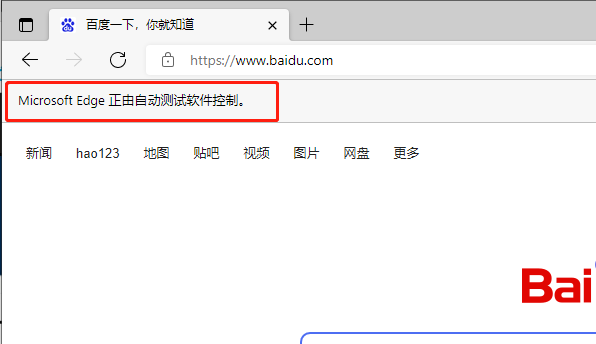 百度一下，你就知道
https://www.baidu.com
Microsoft Edge 正由自动测试软件控制。
新闻 hao123 地图 贴吧 视频 图片 网盘 更多
Bai